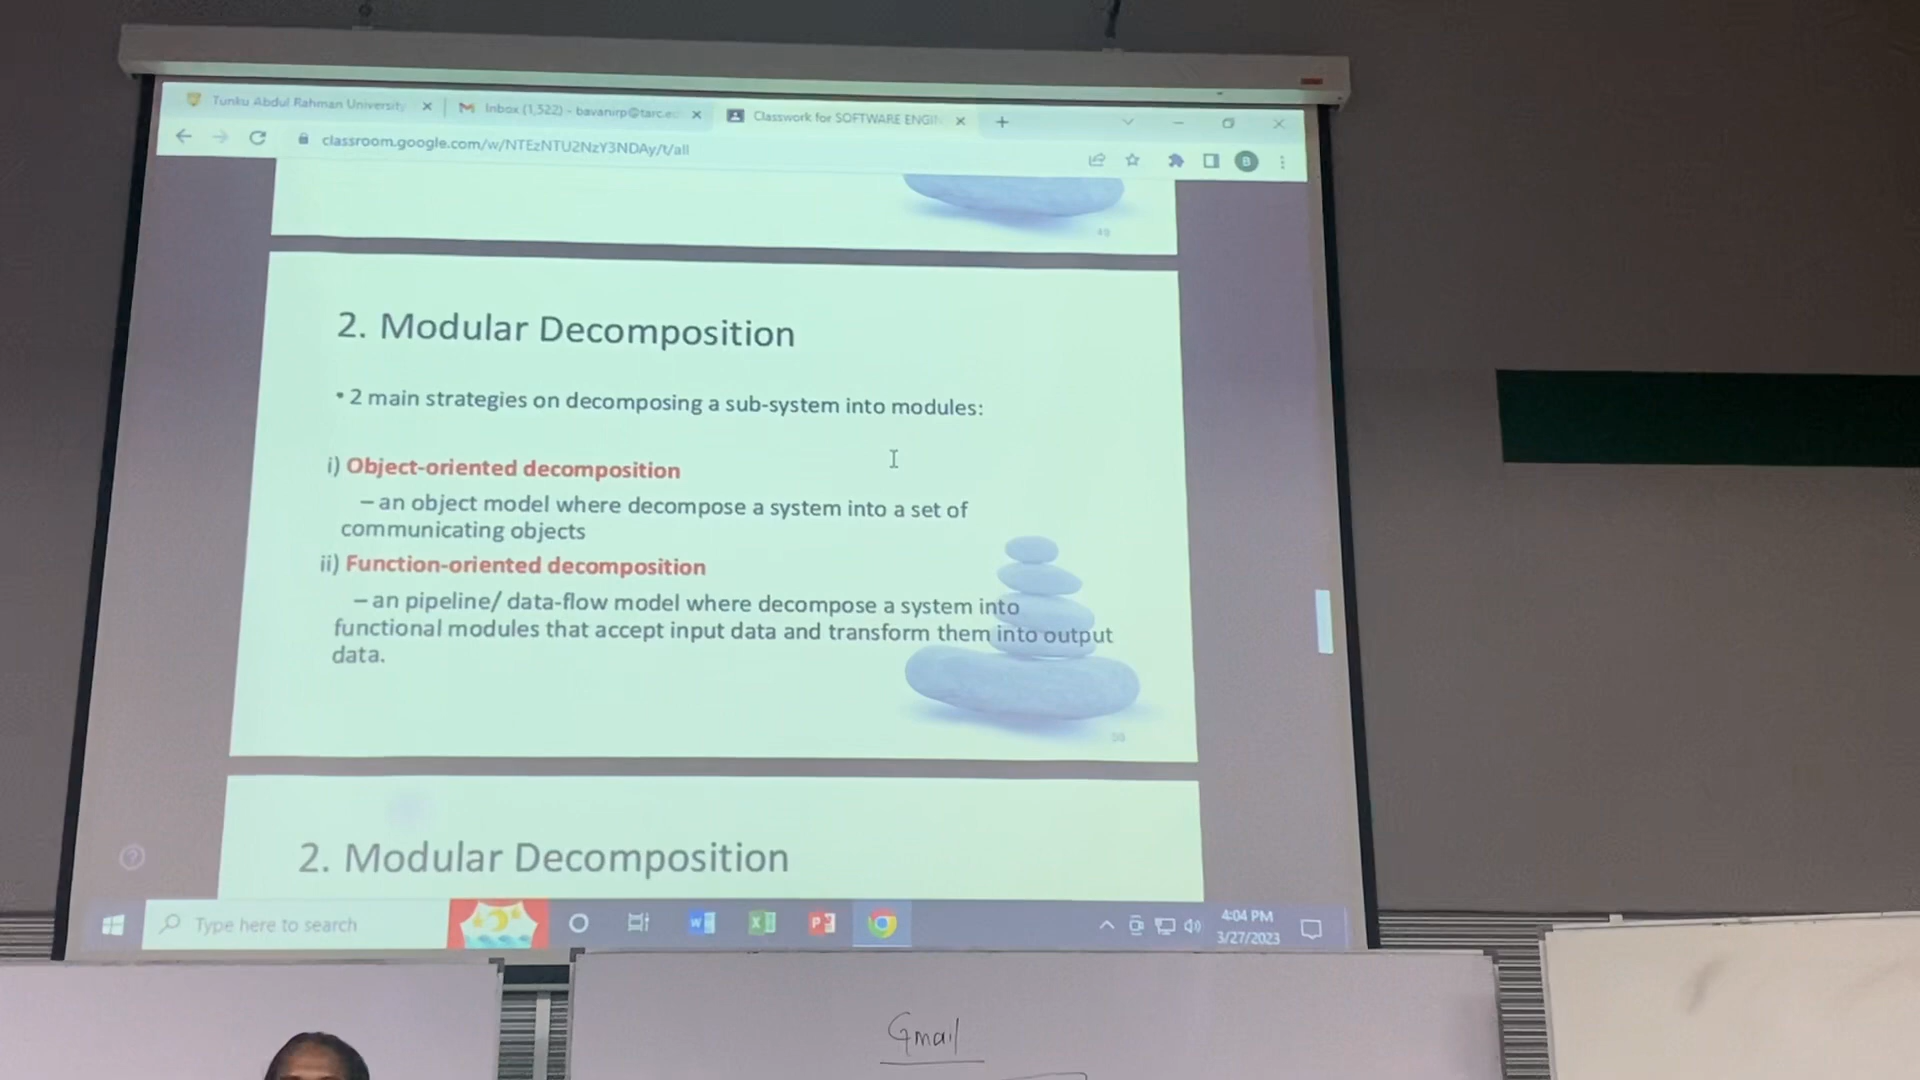 Tunku Abdul Rahman University
Inbox (1,522) - bavanirp@tarc.ec
Classwork for SOFTWARE ENGIN
classroom.google.com/w/NTEzNTU2NzY3NDAy/t/all
B
49
2. Modular Decomposition
• 2 main strategies on decomposing a sub-system into modules:
i) Object-oriented decomposition
– an object model where decompose a system into a set of
communicating objects
ii) Function-oriented decomposition
– an pipeline/ data-flow model where decompose a system into
functional modules that accept input data and transform them into output
data.
50
2. Modular Decomposition
Type here to search
4:04 PM
3/27/2023
Gmail